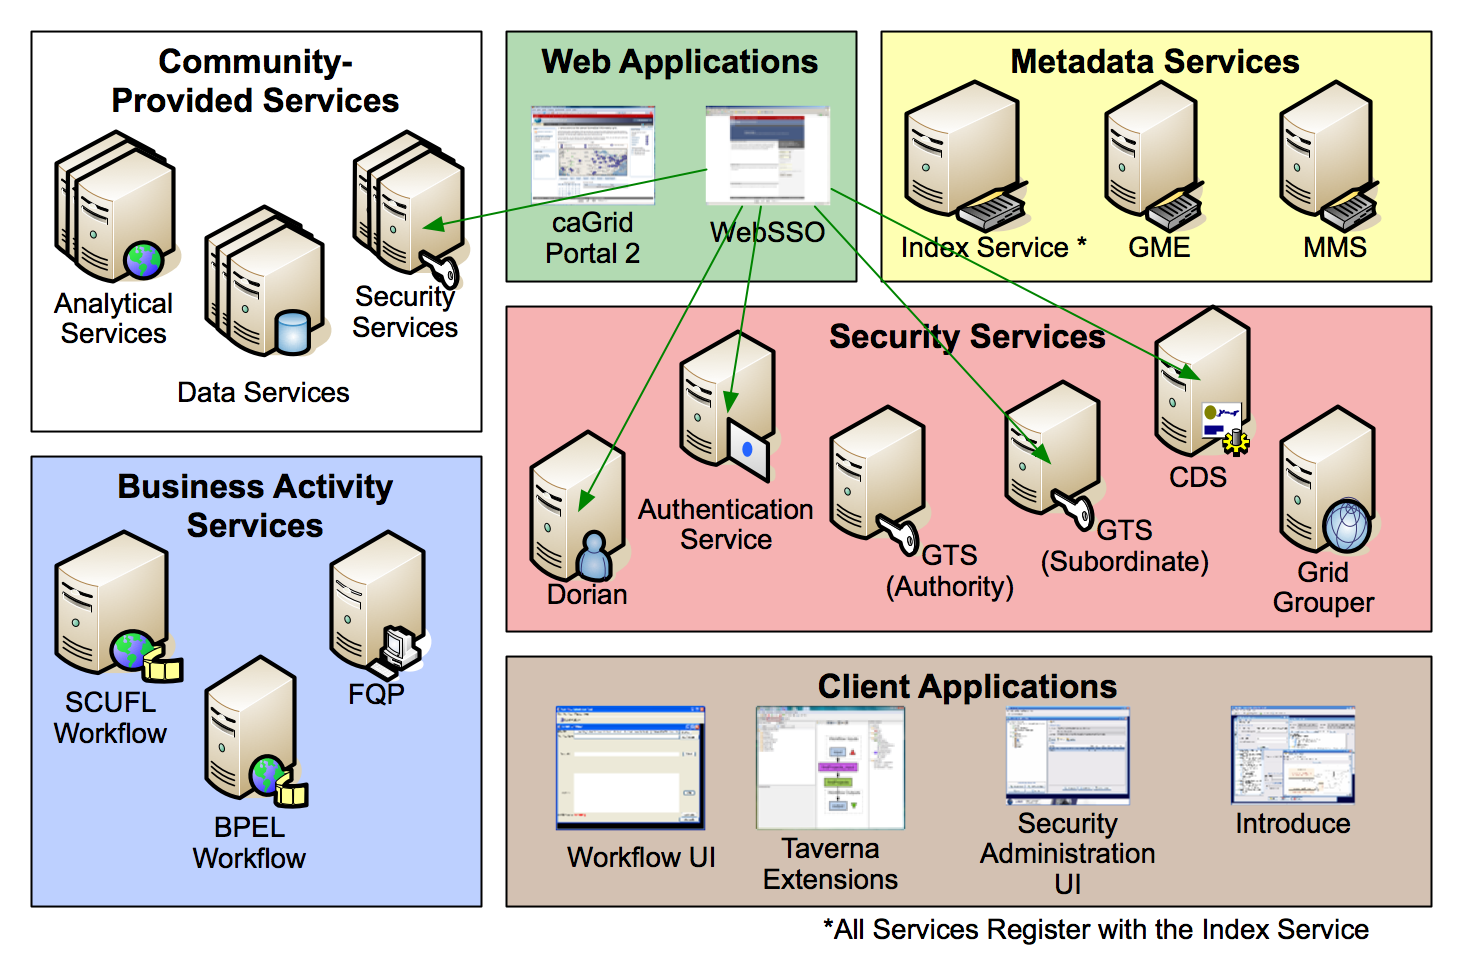 Community-
Provided Services
Analytical
Services
Data Services
Security
Services
Web Applications
caGrid
Portal 2
WebSSO
Metadata Services
Index Service *
GME
MMS
Security Services
Dorian
Authentication
Service
GTS
(Authority)
GTS
(Subordinate)
CDS
Grid
Grouper
Business Activity
Services
SCUFL
Workflow
BPEL
Workflow
FQP
Client Applications
Workflow UI
Taverna
Extensions
Security
Administration
UI
Introduce
*All Services Register with the Index Service